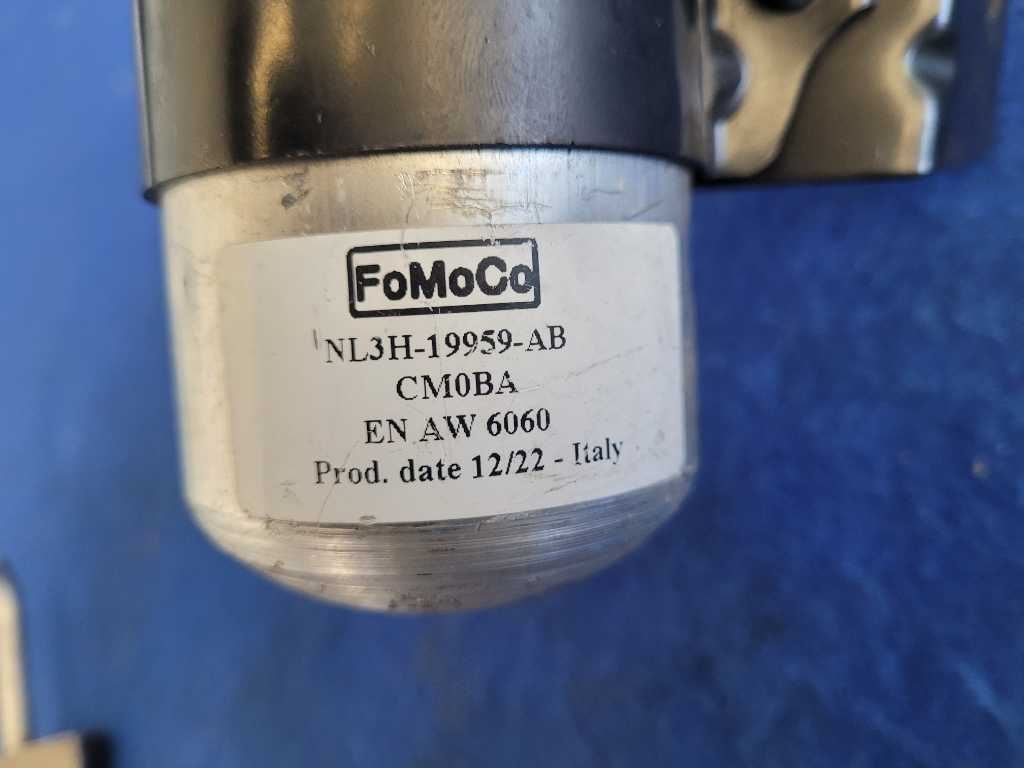 FoMoCo
NL3H-19959-AB
CM0BA
EN AW 6060
Prod. date 12/22 - Italy